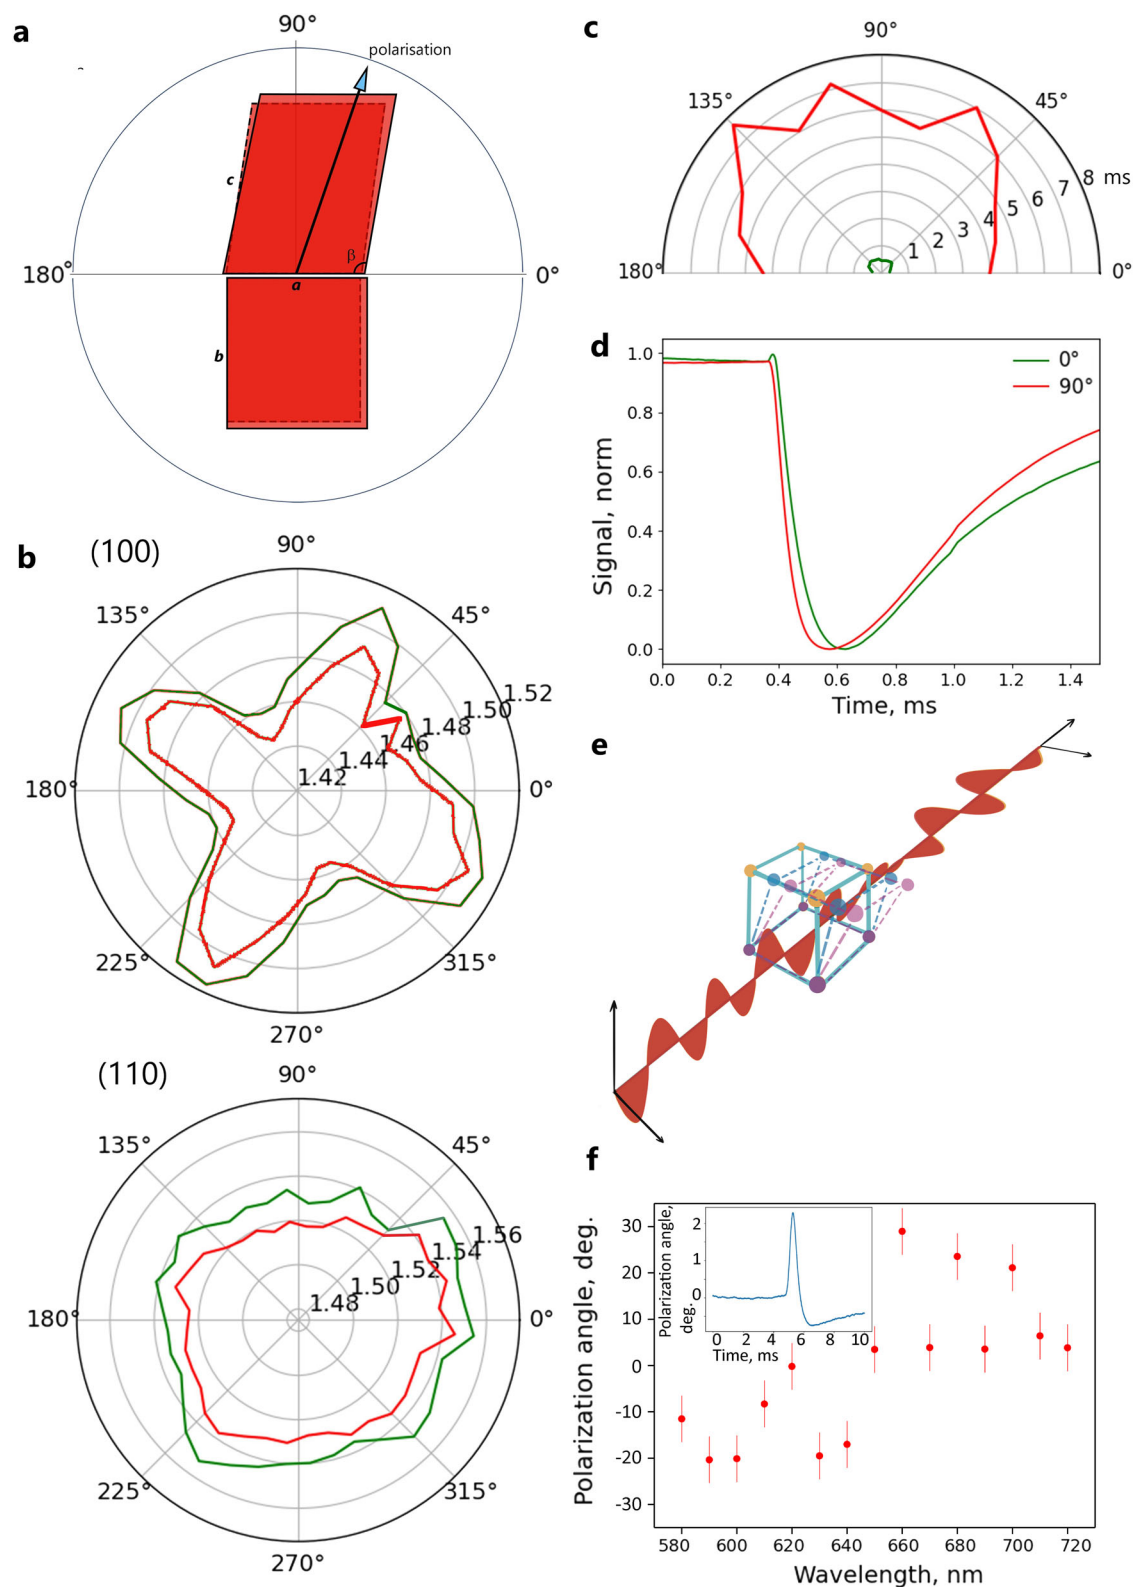 a
90°
polarisation
c
β
180°
0°
a
b
b
(100)
90°
135°
45°
1.52
1.50
1.48
1.46
1.44
1.42
180°
0°
225°
315°
270°
(110)
90°
135°
45°
1.56
1.54
1.52
1.50
1.48
180°
0°
225°
315°
270°
c
90°
135°
45°
8 ms
7
6
5
4
3
2
1
180°
0°
d
1.0
0.8
0.6
0.4
0.2
0.0
Signal, norm
0°
90°
0.0 0.2 0.4 0.6 0.8 1.0 1.2 1.4
Time, ms
e
f
30
20
10
0
-10
-20
-30
Polarization angle, deg.
Polarization angle,
deg.
2
1
0
0 2 4 6 8 10
Time, ms
580 600 620 640 660 680 700 720
Wavelength, nm